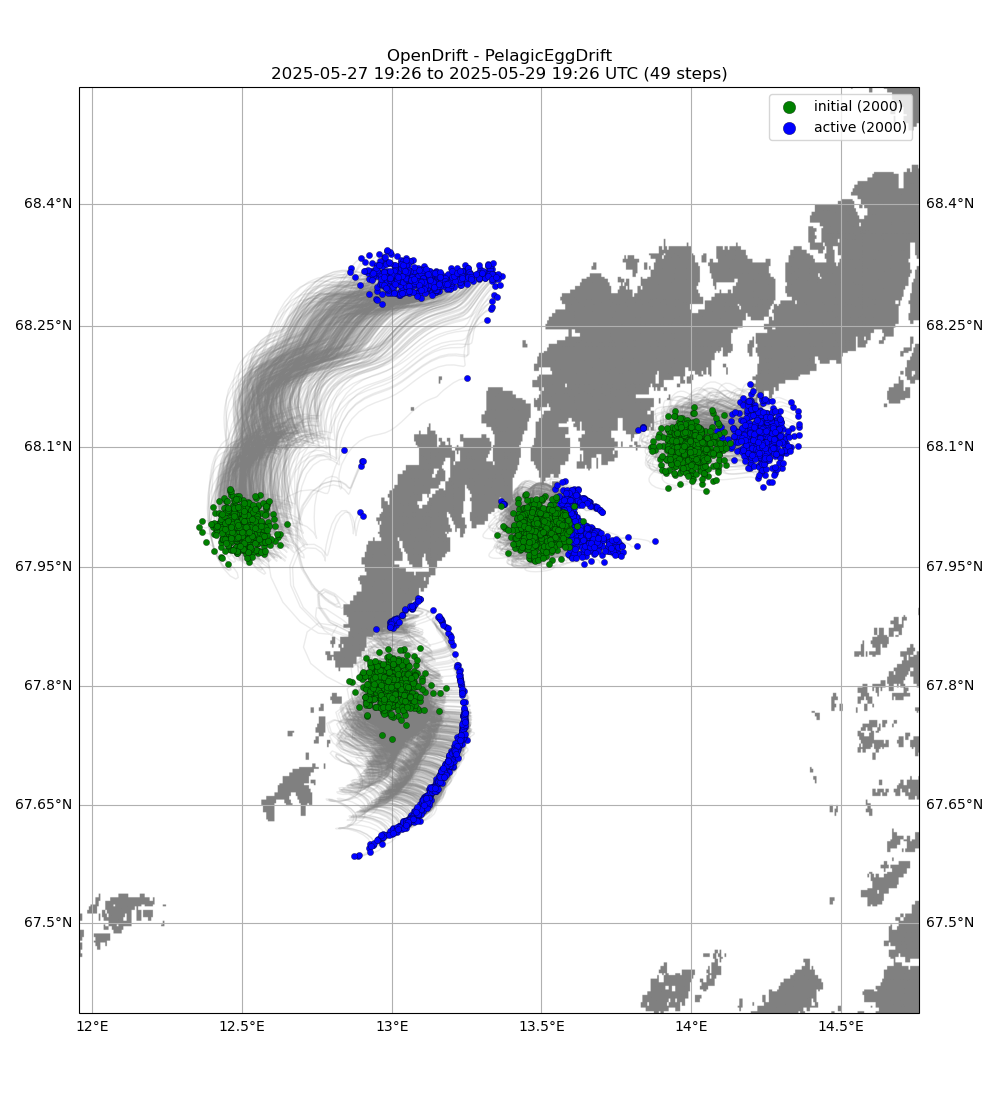 OpenDrift - PelagicEggDrift
2025-05-27 19:26 to 2025-05-29 19:26 UTC (49 steps)
initial (2000)
active (2000)
68.4°N
68.4°N
68.25°N
68.25°N
68.1°N
68.1°N
67.95°N
67.95°N
67.8°N
67.8°N
67.65°N
67.65°N
67.5°N
67.5°N
12°E
12.5°E
13°E
13.5°E
14°E
14.5°E